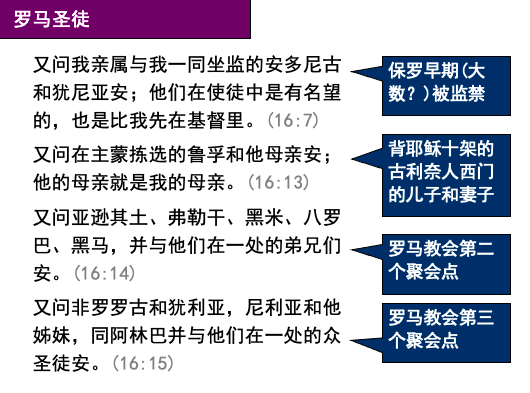 罗马圣徒
又问我亲属与我一同坐监的安多尼古
和犹尼亚安；他们在使徒中是有名望
的，也是比我先在基督里。(16:7)
保罗早期(大
数？)被监禁
又问在主蒙拣选的鲁孚和他母亲安；
他的母亲就是我的母亲。(16:13)
背耶稣十架的
古利奈人西门
的儿子和妻子
又问亚逊其土、弗勒干、黑米、八罗
巴、黑马，并与他们在一处的弟兄们
安。(16:14)
罗马教会第二
个聚会点
又问非罗罗古和犹利亚，尼利亚和他
姊妹，同阿林巴并与他们在一处的众
圣徒安。(16:15)
罗马教会第三
个聚会点